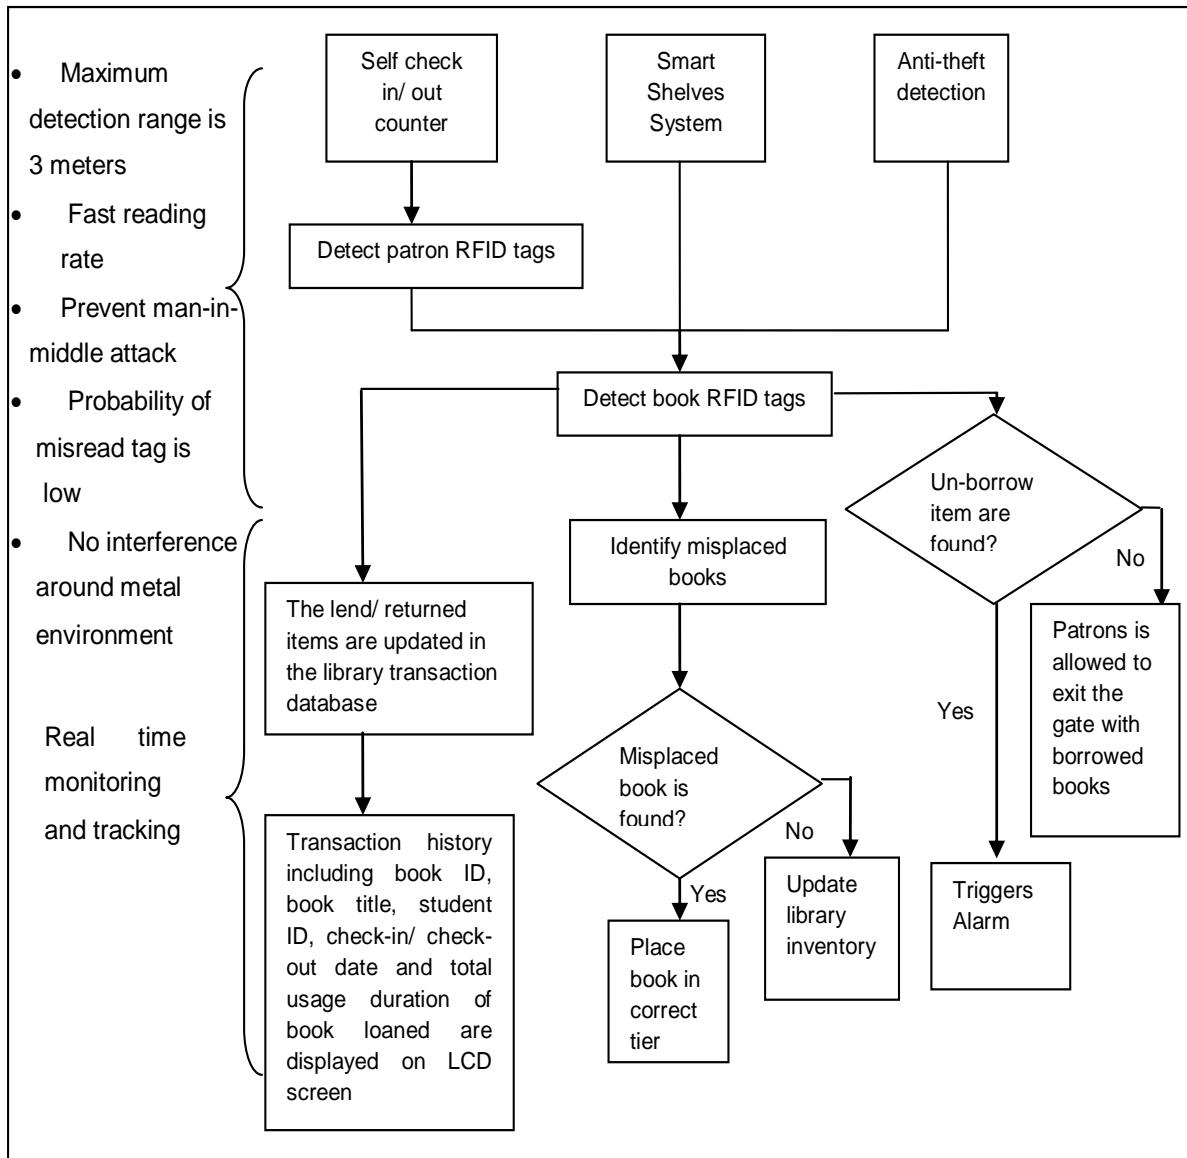 • Maximum
detection range is
3 meters
• Fast reading
rate
• Prevent man-in-
middle attack
• Probability of
misread tag is
low
• No interference
around metal
environment
Real time
monitoring
and tracking
Self check
in/ out
counter
Smart
Shelves
System
Anti-theft
detection
Detect patron RFID tags
Detect book RFID tags
The lend/ returned
items are updated in
the library transaction
database
Transaction history
including book ID,
book title, student
ID, check-in/ check-
out date and total
usage duration of
book loaned are
displayed on LCD
screen
Identify misplaced
books
Misplaced
book is
found?
Yes
No
Place
book in
correct
tier
Update
library
inventory
Un-borrow
item are
found?
Yes
No
Triggers
Alarm
Patrons is
allowed to
exit the
gate with
borrowed
books